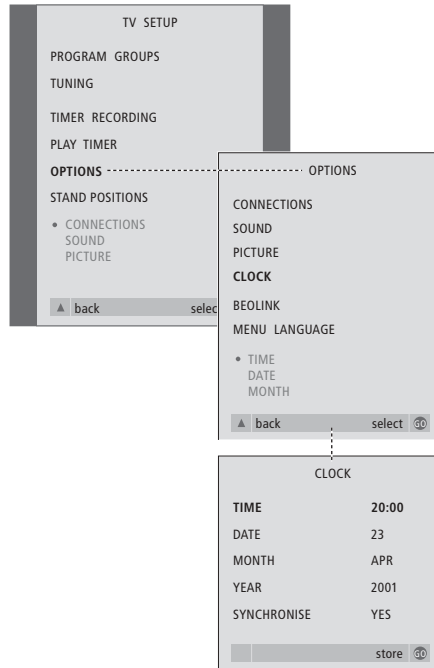 TV SETUP
PROGRAM GROUPS
TUNING
TIMER RECORDING
PLAY TIMER
OPTIONS
STAND POSITIONS
• CONNECTIONS
SOUND
PICTURE
▲ back selec
OPTIONS
CONNECTIONS
SOUND
PICTURE
CLOCK
BEOLINK
MENU LANGUAGE
• TIME
DATE
MONTH
▲ back select GO
CLOCK
TIME 20:00
DATE 23
MONTH APR
YEAR 2001
SYNCHRONISE YES
store GO